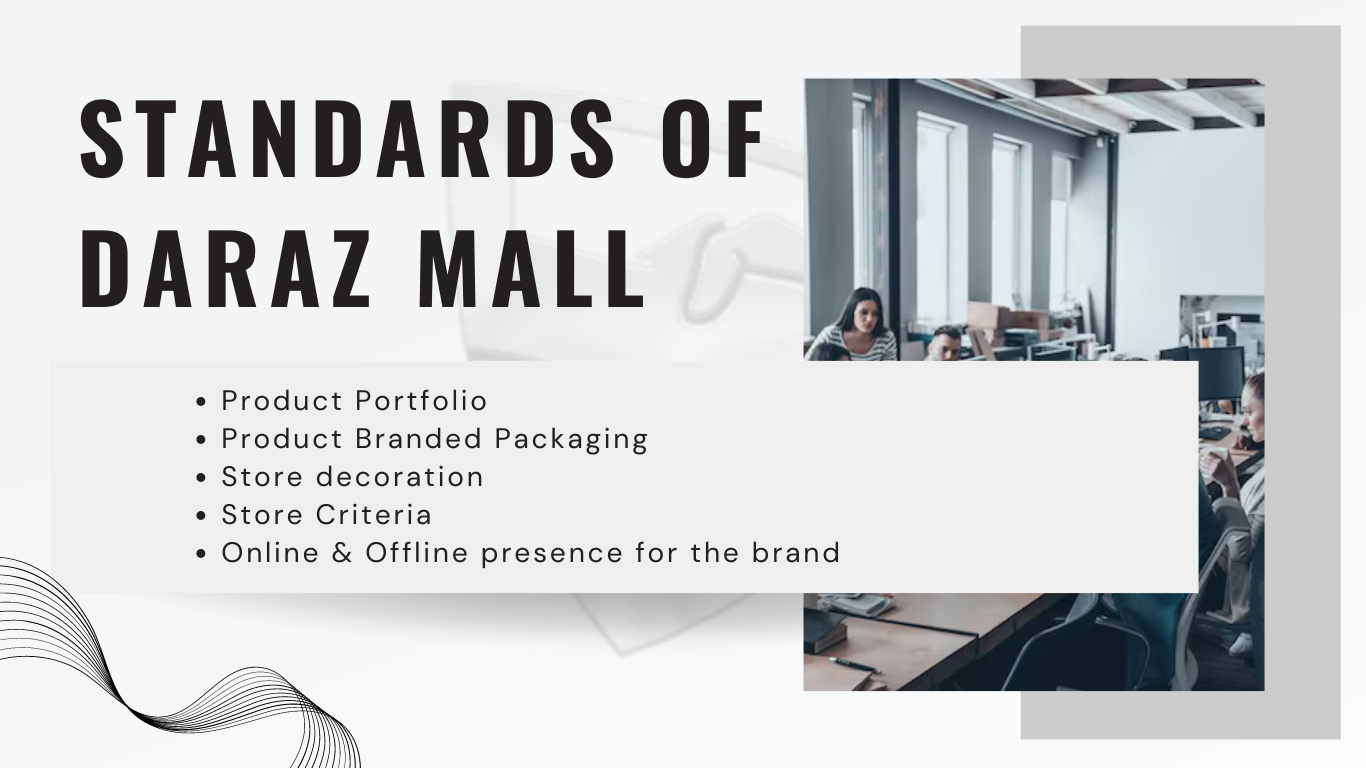 STANDARDS OF
DARAZ MALL
• Product Portfolio
• Product Branded Packaging
• Store decoration
• Store Criteria
• Online & Offline presence for the brand